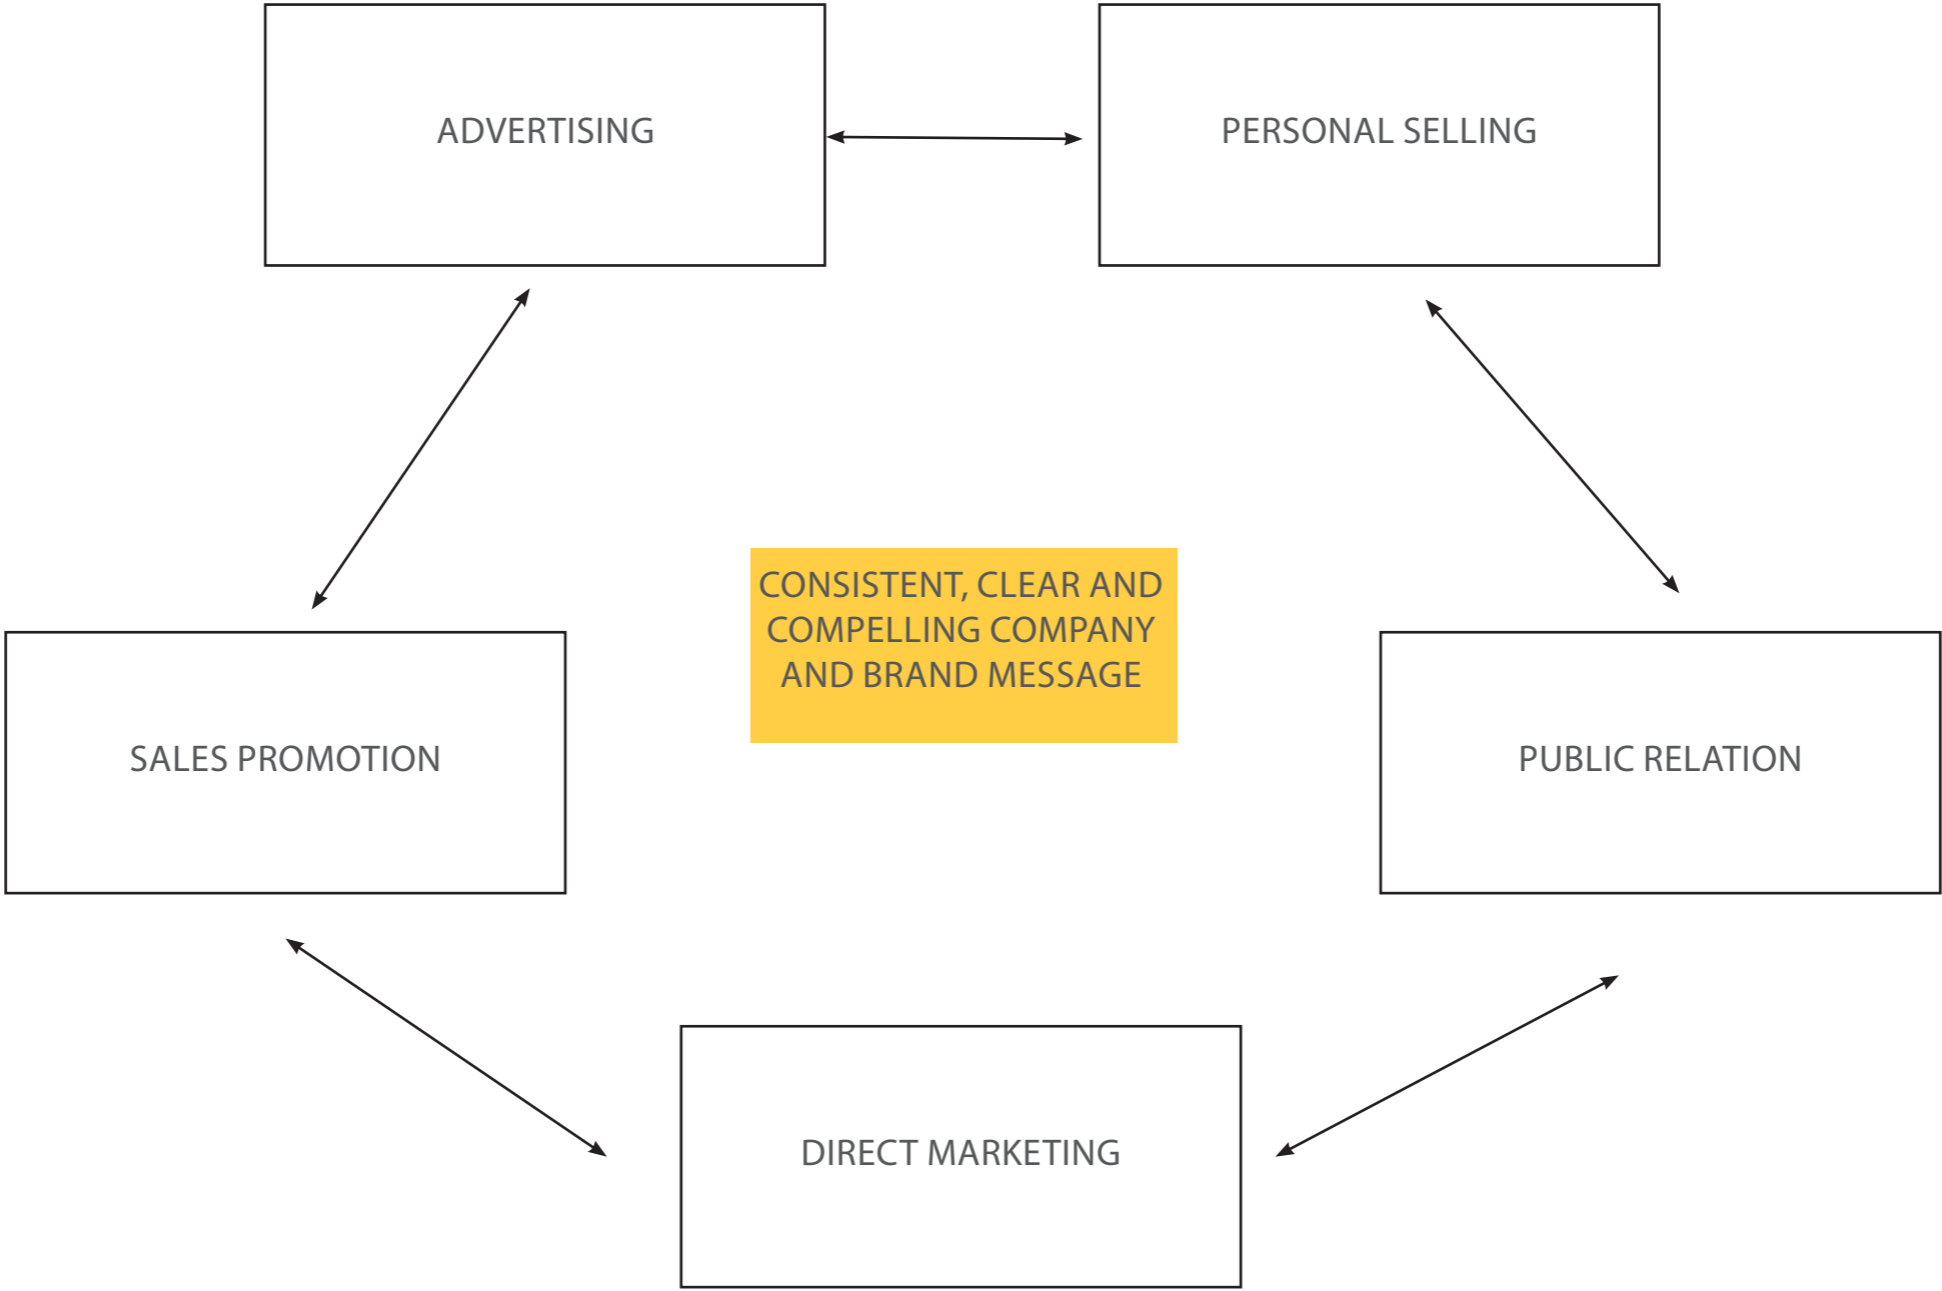 ADVERTISING
PERSONAL SELLING
CONSISTENT, CLEAR AND
COMPELLING COMPANY
AND BRAND MESSAGE
SALES PROMOTION
PUBLIC RELATION
DIRECT MARKETING